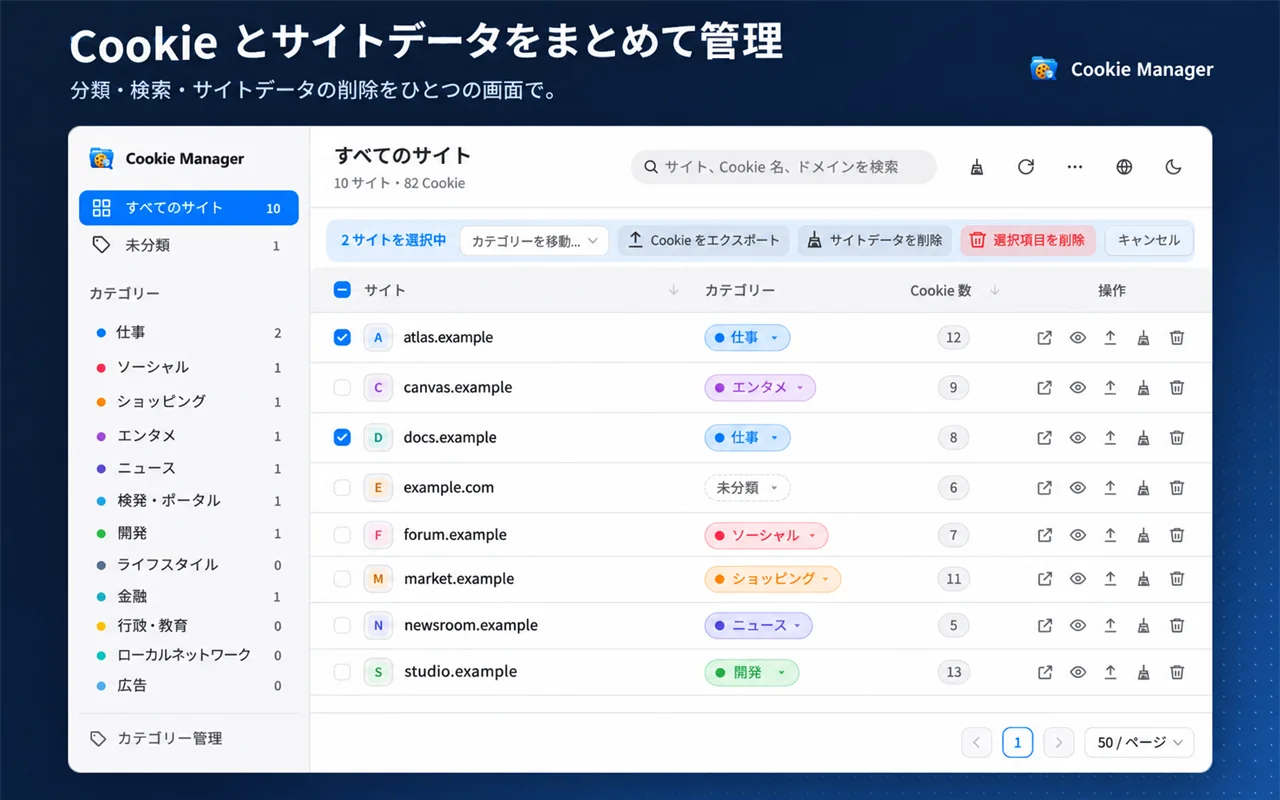 Cookie とサイトデータをまとめて管理
分類・検索・サイトデータの削除をひとつの画面で。
Cookie Manager
Cookie Manager
すべてのサイト 10
未分類 1
カテゴリー
仕事 2
ソーシャル 1
ショッピング 1
エンタメ 1
ニュース 1
検発・ポータル 1
開発 1
ライフスタイル 0
金融 1
行政・教育 0
ローカルネットワーク 0
広告 0
カテゴリー管理
すべてのサイト
10 サイト・82 Cookie
サイト、Cookie 名、ドメインを検索
2 サイトを選択中 カテゴリーを移動... Cookie をエクスポート サイトデータを削除 選択項目を削除 キャンセル
サイト カテゴリー Cookie 数 操作
A atlas.example 仕事 12
C canvas.example エンタメ 9
D docs.example 仕事 8
E example.com 未分類 6
F forum.example ソーシャル 7
M market.example ショッピング 11
N newsroom.example ニュース 5
S studio.example 開発 13
1 50 / ページ